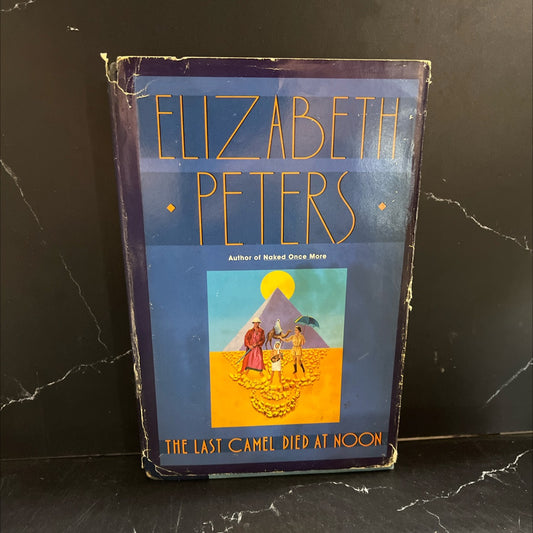 ELIZABETH
PETERS
Author of Naked Once More
THE LAST CAMEL DIED AT NOON